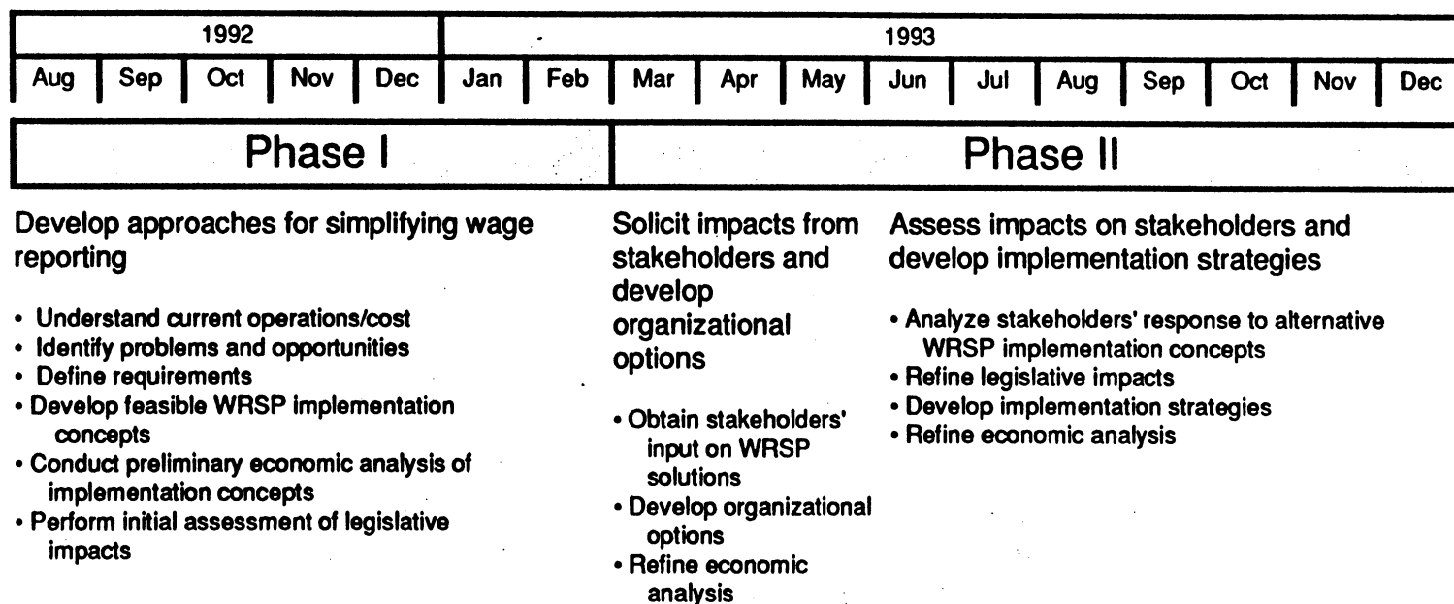 1992 1993
Aug Sep Oct Nov Dec Jan Feb Mar Apr May Jun Jul Aug Sep Oct Nov Dec
Phase I Phase II
Develop approaches for simplifying wage
reporting
• Understand current operations/cost
• Identify problems and opportunities
• Define requirements
• Develop feasible WRSP implementation
concepts
• Conduct preliminary economic analysis of
implementation concepts
• Perform initial assessment of legislative
impacts
Solicit impacts from
stakeholders and
develop
organizational
options
• Obtain stakeholders'
input on WRSP
solutions
• Develop organizational
options
• Refine economic
analysis
Assess impacts on stakeholders and
develop implementation strategies
• Analyze stakeholders' response to alternative
WRSP implementation concepts
• Refine legislative impacts
• Develop implementation strategies
• Refine economic analysis